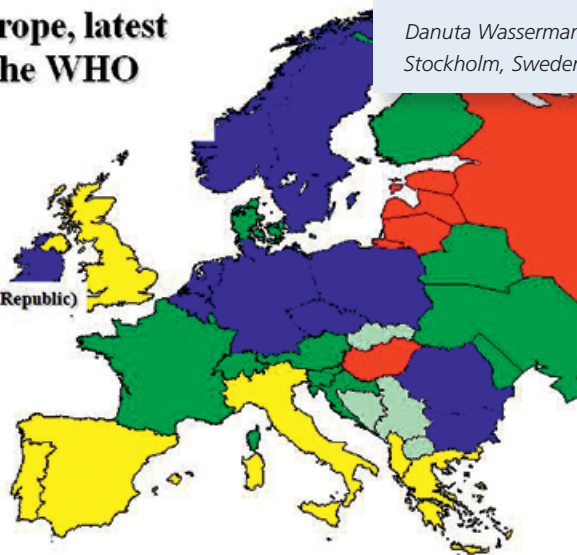 rope, latest
he WHO
Danuta Wasserman
Stockholm, Sweden
Republic)